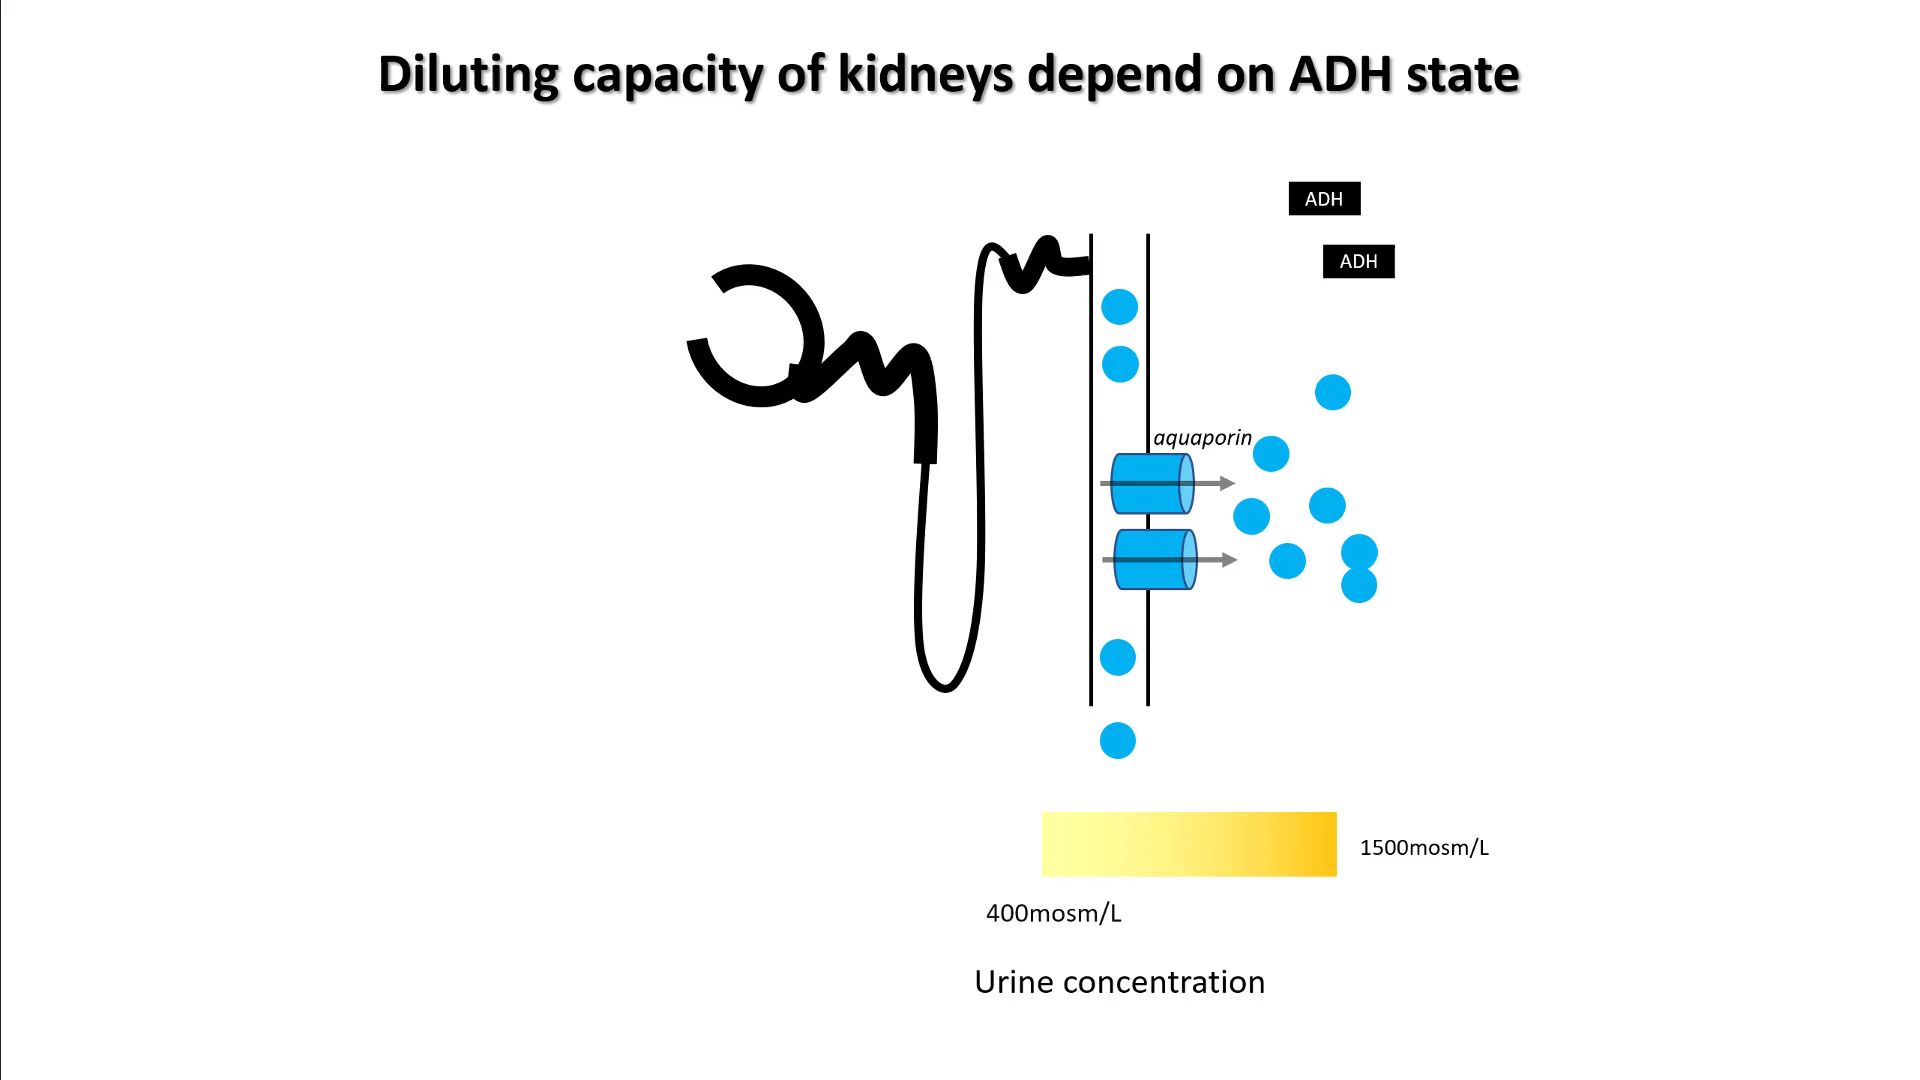 Diluting capacity of kidneys depend on ADH state
ADH
ADH
aquaporin
1500mosm/L
400mosm/L
Urine concentration